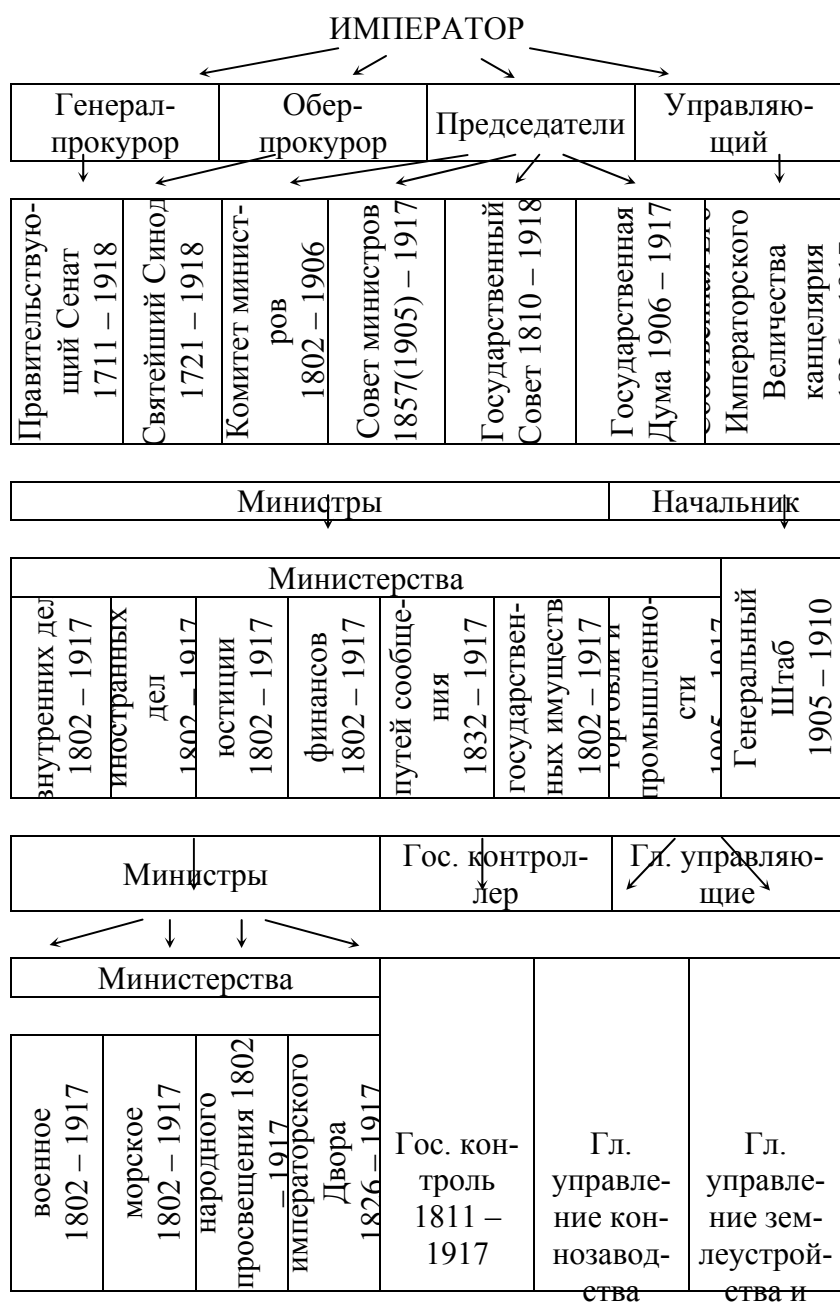 ИМПЕРАТОР
Генерал-
прокурор
Обер-
прокурор
Председатели
Управляю-
щий
Правительствую-
щий Сенат
1711 – 1918
Святейший Синод
1721 – 1918
Комитет минист-
ров
1802 – 1906
Совет министров
1857(1905) – 1917
Государственный
Совет 1810 – 1918
Государственная
Дума 1906 – 1917
Императорского
Величества
канцелярия
Министры
Начальник
Министерства
внутренних дел
1802 – 1917
иностранных
дел
1802 – 1917
юстиции
1802 – 1917
финансов
1802 – 1917
путей сообще-
ния
1832 – 1917
государствен-
ных имуществ
1802 – 1917
торговли и
промышленно-
сти
1905 – 1917
Генеральный
Штаб
1905 – 1910
Министры
Гос. контрол-
лер
Гл. управляю-
щие
Министерства
военное
1802 – 1917
морское
1802 – 1917
народного
просвещения 1802
– 1917
императорского
Двора
1826 – 1917
Гос. кон-
троль
1811 –
1917
Гл.
управле-
ние кон-
нозавод-
ства
Гл.
управле-
ние зем-
леустрой-
ства и